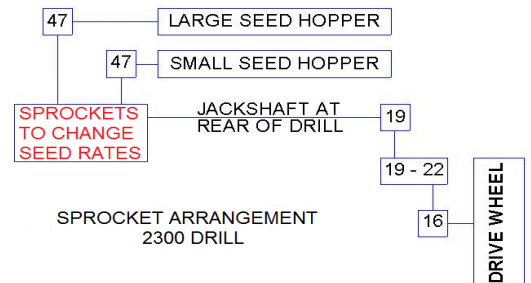 47
LARGE SEED HOPPER
47
SMALL SEED HOPPER
SPROCKETS
TO CHANGE
SEED RATES
JACKSHAFT AT
REAR OF DRILL
19
19 - 22
16
DRIVE WHEEL
SPROCKET ARRANGEMENT
2300 DRILL